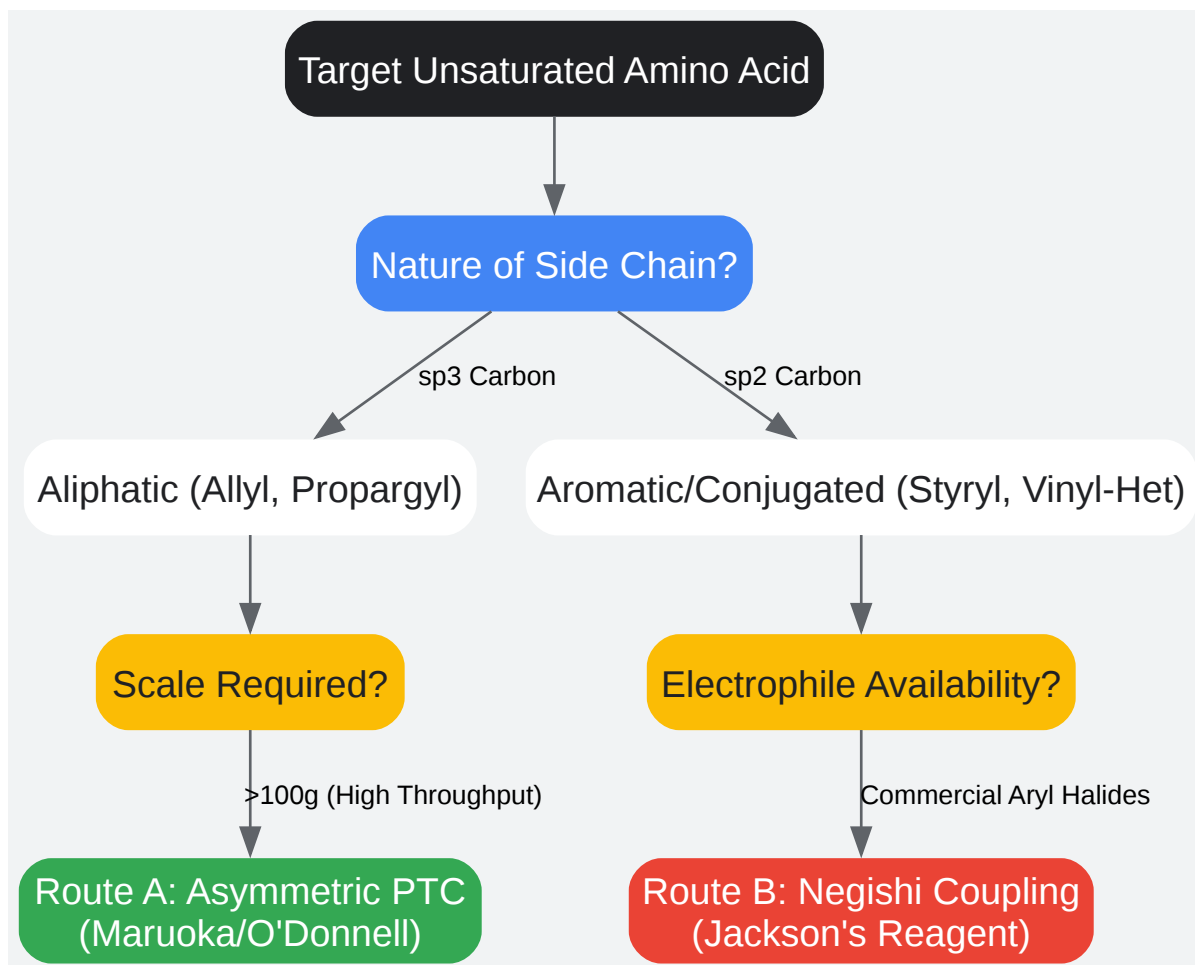 Target Unsaturated Amino Acid
Nature of Side Chain?
sp3 Carbon
sp2 Carbon
Aliphatic (Allyl, Propargyl)
Aromatic/Conjugated (Styryl, Vinyl-Het)
Scale Required?
Electrophile Availability?
>100g (High Throughput)
Commercial Aryl Halides
Route A: Asymmetric PTC
(Maruoka/O'Donnell)
Route B: Negishi Coupling
(Jackson's Reagent)